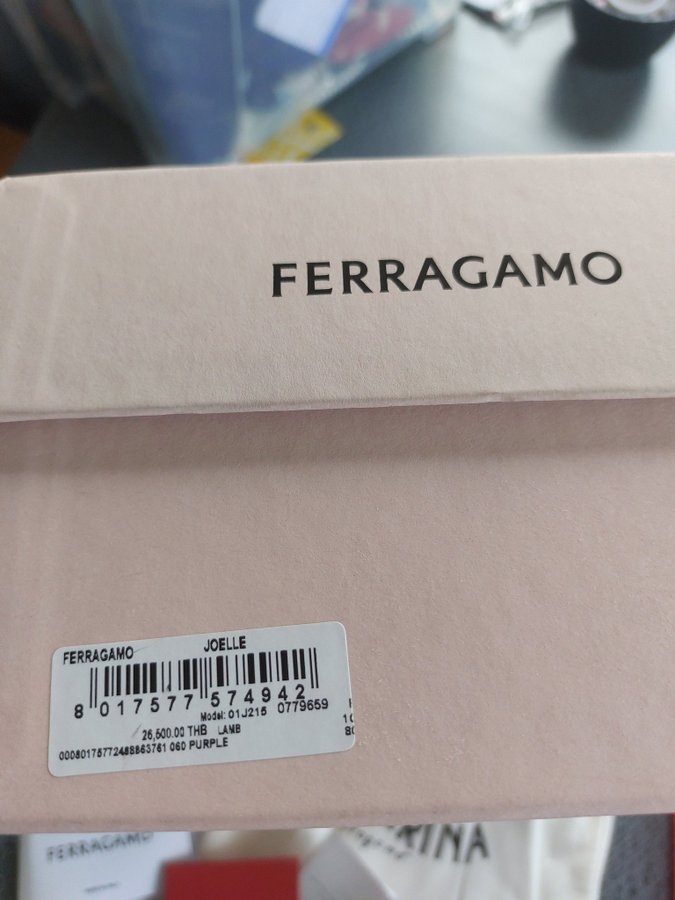 FERRAGAMO
FERRAGAMO JOELLE
8 017577 574942
Model: 01J215 0779659
26,500.00 THB LAMB
060 PURPLE
FERRAGAMO